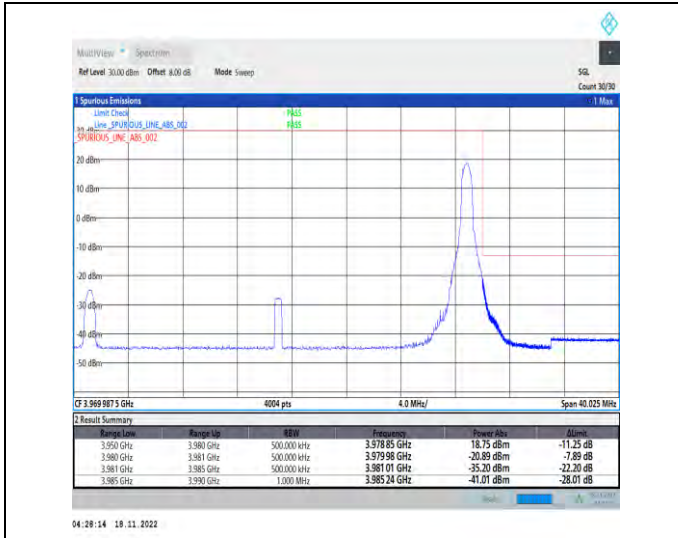 MultiView Spectrum
Ref Level 30.00 dBm Offset 8.00 dB Mode Sweep SGL
Count 30/30
1 Spurious Emissions 1 Max
Limit Check PASS
Line _SPURIOUS_LINE_ABS_002 PASS
_SPURIOUS_LINE_ABS_002
20 dBm
10 dBm
0 dBm
-10 dBm
-20 dBm
-30 dBm
-40 dBm
-50 dBm
CF 3.969 987 5 GHz 4004 pts 4.0 MHz/ Span 40.025 MHz
2 Result Summary
Range Low Range Up RBW Frequency Power Abs ΔLimit
3.950 GHz 3.980 GHz 500.000 kHz 3.978 85 GHz 18.75 dBm -11.25 dB
3.980 GHz 3.981 GHz 500.000 kHz 3.979 98 GHz -20.89 dBm -7.89 dB
3.981 GHz 3.985 GHz 500.000 kHz 3.981 01 GHz -35.20 dBm -22.20 dB
3.985 GHz 3.990 GHz 1.000 MHz 3.985 24 GHz -41.01 dBm -28.01 dB
04:28:14 18.11.2022